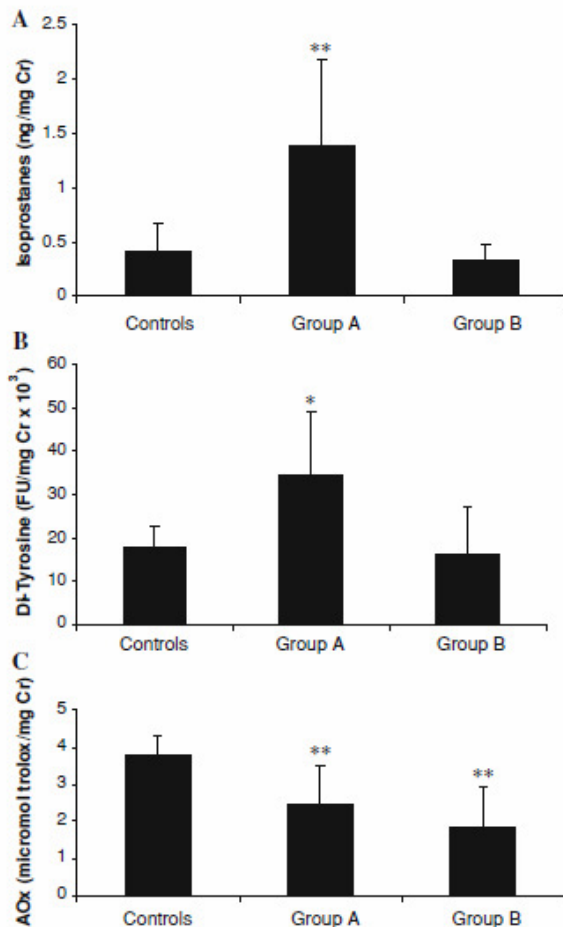 A
Isoprostanes (ng/mg Cr)
2.5
2
1.5
1
0.5
0
**
Controls Group A Group B
B
DI-Tyrosine (FU/mg Cr x 10³)
60
50
40
30
20
10
0
*
Controls Group A Group B
C
AOx (micromol trolox/mg Cr)
5
4
3
2
1
0
** **
Controls Group A Group B